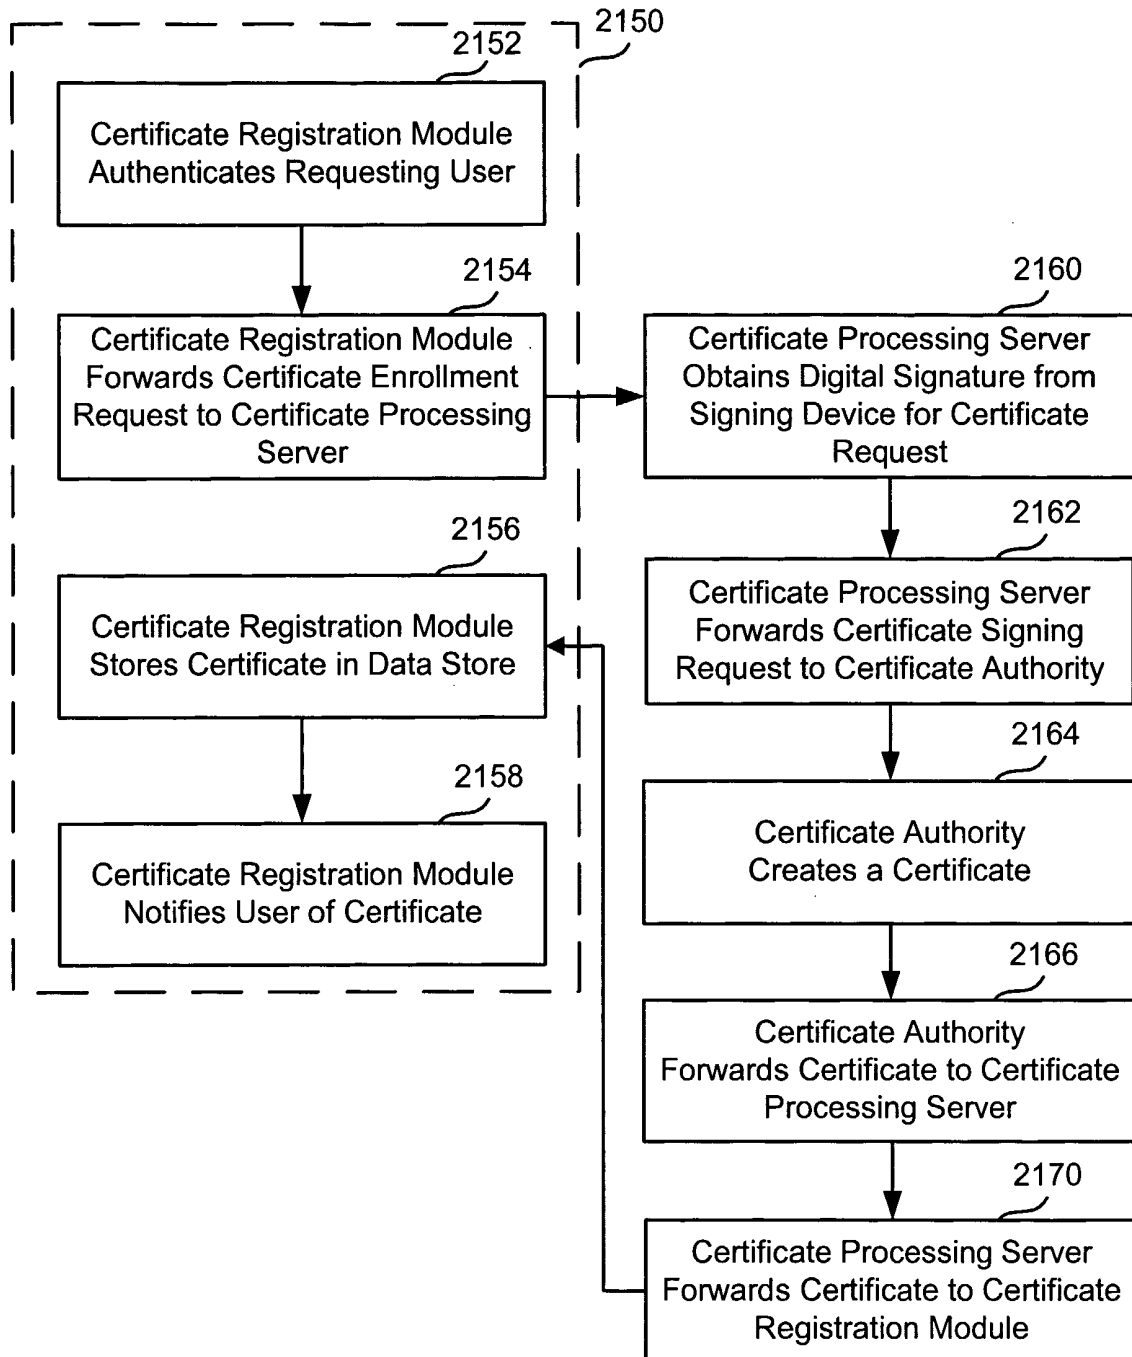 2150
2152
Certificate Registration Module
Authenticates Requesting User
2154
Certificate Registration Module
Forwards Certificate Enrollment
Request to Certificate Processing
Server
2156
Certificate Registration Module
Stores Certificate in Data Store
2158
Certificate Registration Module
Notifies User of Certificate
2160
Certificate Processing Server
Obtains Digital Signature from
Signing Device for Certificate
Request
2162
Certificate Processing Server
Forwards Certificate Signing
Request to Certificate Authority
2164
Certificate Authority
Creates a Certificate
2166
Certificate Authority
Forwards Certificate to Certificate
Processing Server
2170
Certificate Processing Server
Forwards Certificate to Certificate
Registration Module